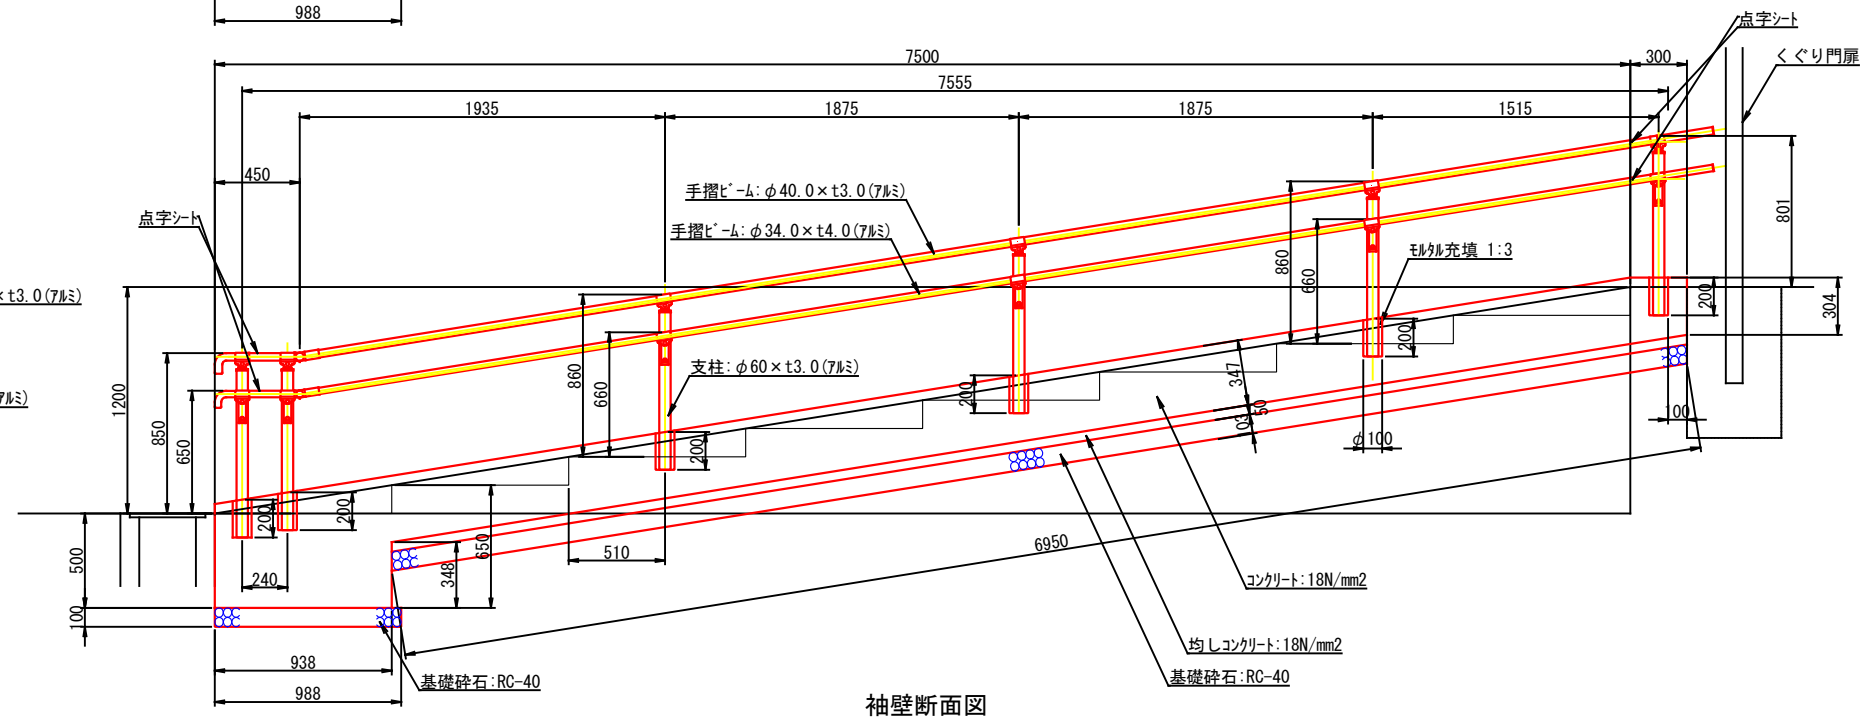 988
点字シート
7500
300
くぐり門扉
7555
1935
1875
1875
1515
450
手摺ビーム:φ40.0×t3.0(アルミ)
点字シート
手摺ビーム:φ34.0×t4.0(アルミ)
801
860
660
モルタル充填 1:3
×t3.0(アルミ)
200
304
860
660
200
1200
850
650
支柱:φ60×t3.0(アルミ)
347
50
200
100
φ100
200
200
200
650
500
510
6950
348
240
コンクリート:18N/mm2
100
均しコンクリート:18N/mm2
938
基礎砕石:RC-40
基礎砕石:RC-40
988
袖壁断面図